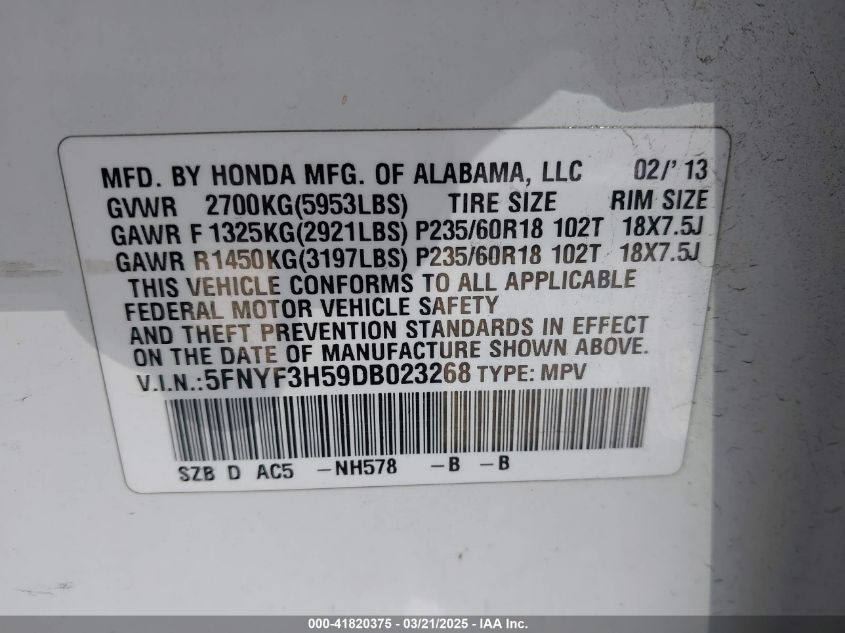 MFD. BY HONDA MFG. OF ALABAMA, LLC 02/'13
GVWR 2700KG(5953LBS) TIRE SIZE RIM SIZE
GAWR F 1325KG(2921LBS) P235/60R18 102T 18X7.5J
GAWR R1450KG(3197LBS) P235/60R18 102T 18X7.5J
THIS VEHICLE CONFORMS TO ALL APPLICABLE
FEDERAL MOTOR VEHICLE SAFETY
AND THEFT PREVENTION STANDARDS IN EFFECT
ON THE DATE OF MANUFACTURE SHOWN ABOVE.
V.I.N.:5FNYF3H59DB023268 TYPE: MPV
SZB D AC5 -NH578 -B -B
000-41820375 - 03/21/2025 - IAAI Inc.